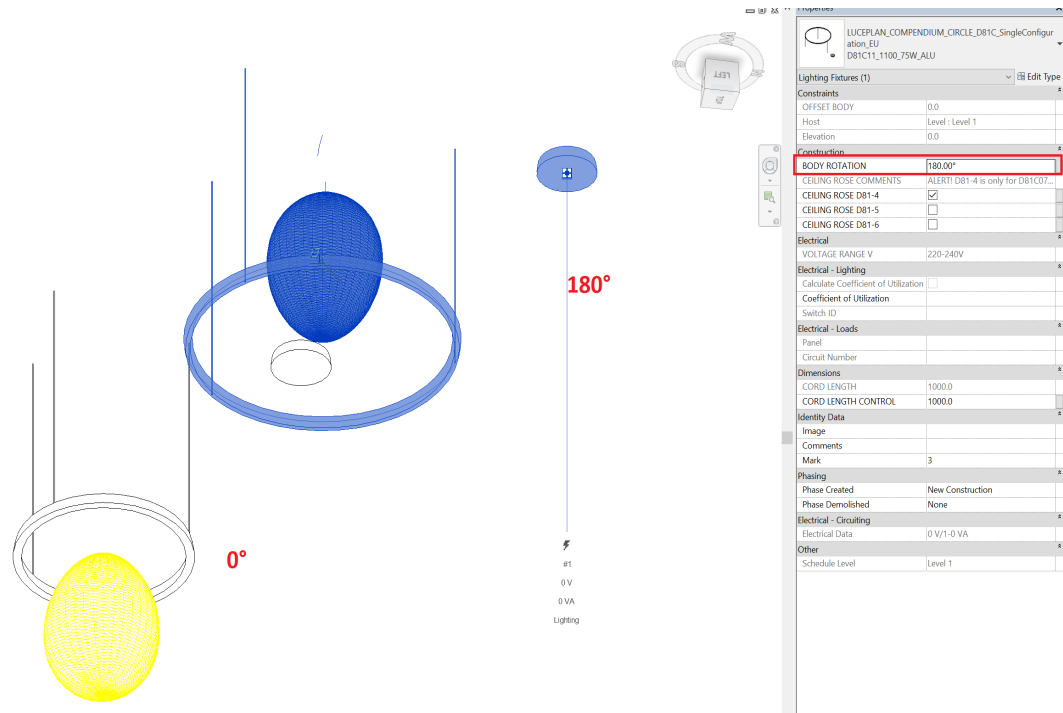 Properties
LUCEPLAN_COMPENDIUM_CIRCLE_D81C_SingleConfigur
ation_EU
D81C11_1100_75W_ALU
Lighting Fixtures (1)
Edit Type
Constraints
OFFSET BODY 0.0
Host Level : Level 1
Elevation 0.0
Construction
BODY ROTATION 180.00°
CEILING ROSE COMMENTS ALERT! D81-4 is only for D81C07...
CEILING ROSE D81-4
CEILING ROSE D81-5
CEILING ROSE D81-6
Electrical
VOLTAGE RANGE V 220-240V
Electrical - Lighting
Calculate Coefficient of Utilization
Coefficient of Utilization
Switch ID
Electrical - Loads
Panel
Circuit Number
Dimensions
CORD LENGTH 1000.0
CORD LENGTH CONTROL 1000.0
Identity Data
Image
Comments
Mark 3
Phasing
Phase Created New Construction
Phase Demolished None
Electrical - Circuiting
Electrical Data 0 V/1-0 VA
Other
Schedule Level Level 1
LEFT
180°
0°
#1
0 V
0 VA
Lighting